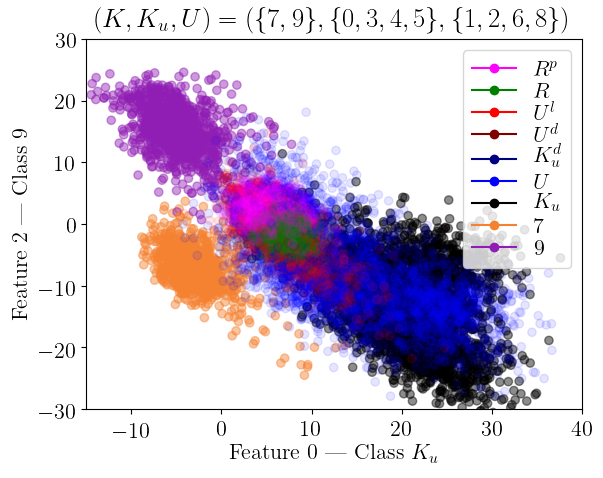 (K, K_u, U) = ({7, 9}, {0, 3, 4, 5}, {1, 2, 6, 8})
30
20
10
0
−10
−20
−30
Feature 2 — Class 9
R^p
R
U^l
U^d
K_u^d
U
K_u
7
9
−10
0
10
20
30
40
Feature 0 — Class K_u